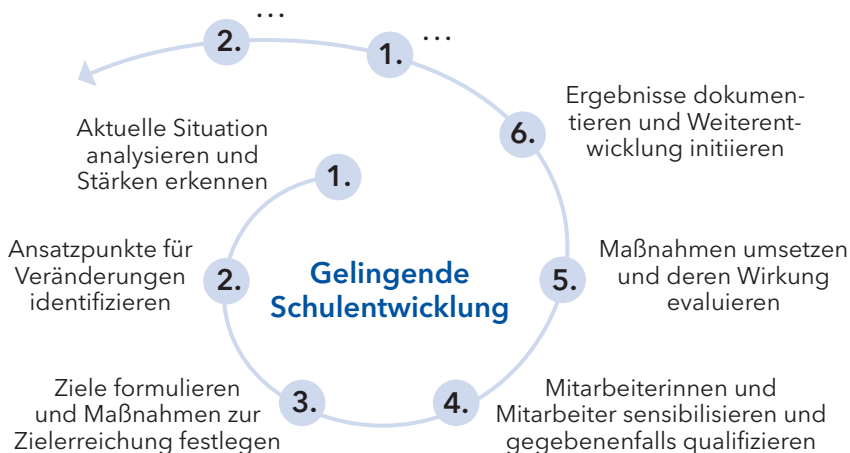 Gelingende
Schulentwicklung
1.
Aktuelle Situation
analysieren und
Stärken erkennen
2.
Ansatzpunkte für
Veränderungen
identifizieren
3.
Ziele formulieren
und Maßnahmen zur
Zielerreichung festlegen
4.
Mitarbeiterinnen und
Mitarbeiter sensibilisieren und
gegebenenfalls qualifizieren
5.
Maßnahmen umsetzen
und deren Wirkung
evaluieren
6.
Ergebnisse dokumen-
tieren und Weiterent-
wicklung initiieren
1. ...
2. ...